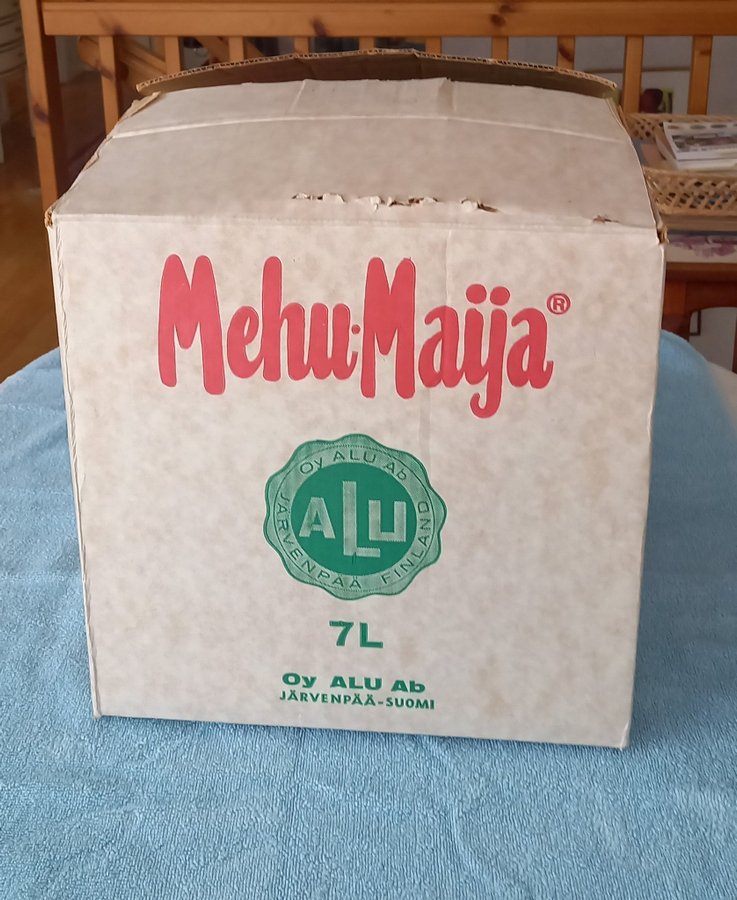 Mehu·Maija®
Oy ALU Ab
ALU
JÄRVENPÄÄ FINLAND
7L
Oy ALU Ab
JÄRVENPÄÄ-SUOMI